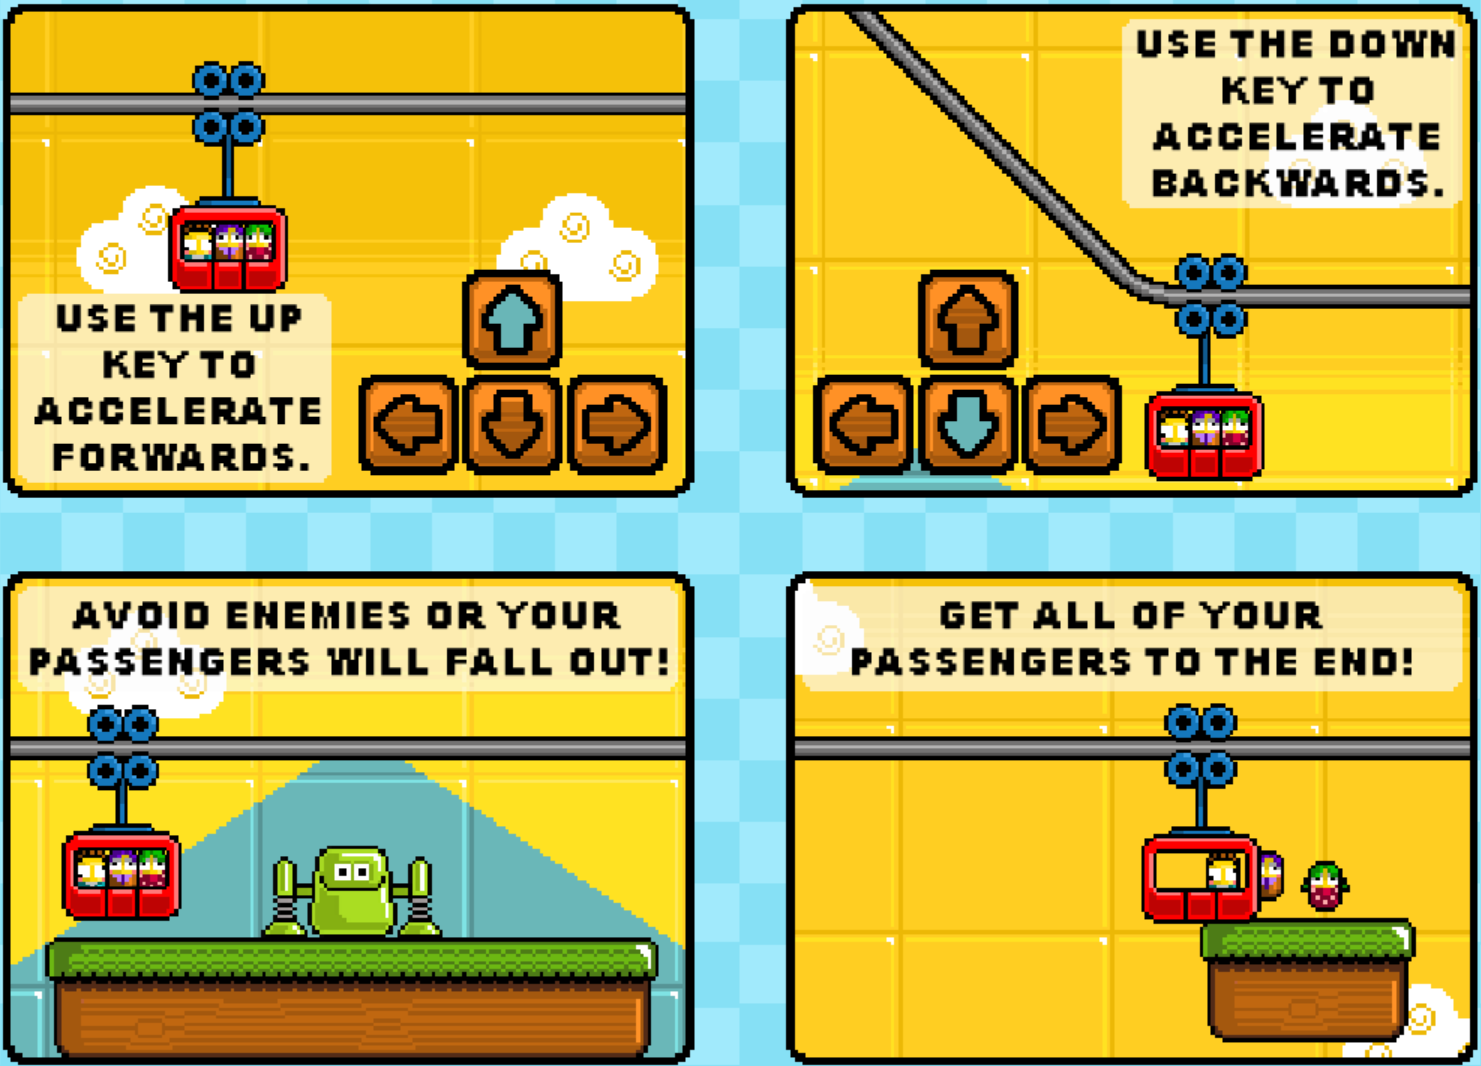 USE THE UP
KEY TO
ACCELERATE
FORWARDS.
USE THE DOWN
KEY TO
ACCELERATE
BACKWARDS.
AVOID ENEMIES OR YOUR
PASSENGERS WILL FALL OUT!
GET ALL OF YOUR
PASSENGERS TO THE END!